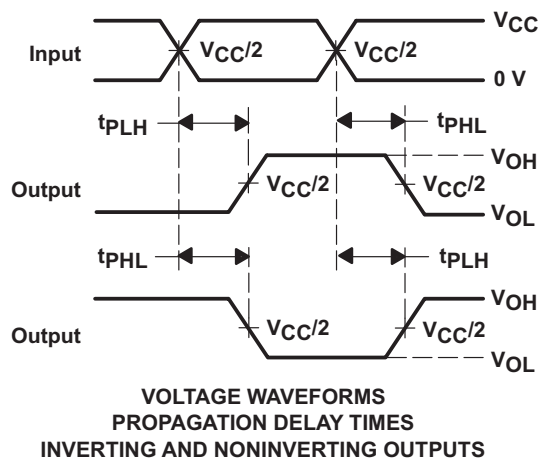 VCC
Input
VCC/2
VCC/2
0 V
tPLH
tPHL
VOH
Output
VCC/2
VCC/2
VOL
tPHL
tPLH
VOH
Output
VCC/2
VCC/2
VOL
VOLTAGE WAVEFORMS
PROPAGATION DELAY TIMES
INVERTING AND NONINVERTING OUTPUTS